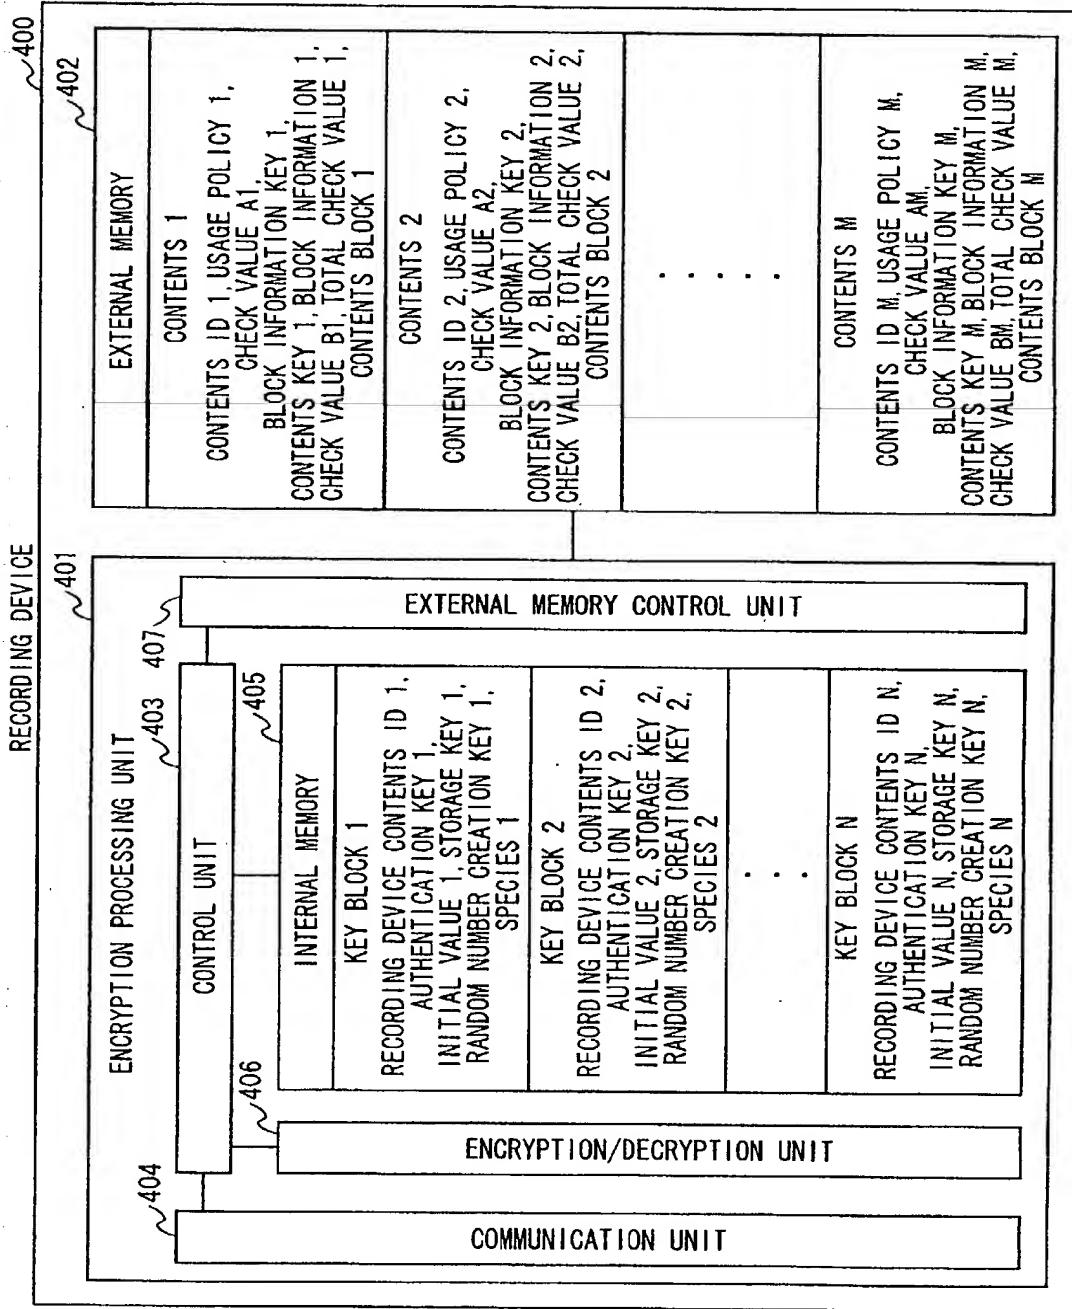 RECORDING DEVICE
400
401
ENCRYPTION PROCESSING UNIT
403
CONTROL UNIT
404
COMMUNICATION UNIT
406
ENCRYPTION/DECRYPTION UNIT
405
INTERNAL MEMORY
KEY BLOCK 1
RECORDING DEVICE CONTENTS ID 1,
AUTHENTICATION KEY 1,
INITIAL VALUE 1, STORAGE KEY 1,
RANDOM NUMBER CREATION KEY 1,
SPECIES 1
KEY BLOCK 2
RECORDING DEVICE CONTENTS ID 2,
AUTHENTICATION KEY 2,
INITIAL VALUE 2, STORAGE KEY 2,
RANDOM NUMBER CREATION KEY 2,
SPECIES 2
. . .
KEY BLOCK N
RECORDING DEVICE CONTENTS ID N,
AUTHENTICATION KEY N,
INITIAL VALUE N, STORAGE KEY N,
RANDOM NUMBER CREATION KEY N,
SPECIES N
407
EXTERNAL MEMORY CONTROL UNIT
402
EXTERNAL MEMORY
CONTENTS 1
CONTENTS ID 1, USAGE POLICY 1,
CHECK VALUE A1,
BLOCK INFORMATION KEY 1,
CONTENTS KEY 1, BLOCK INFORMATION 1,
CHECK VALUE B1, TOTAL CHECK VALUE 1,
CONTENTS BLOCK 1
CONTENTS 2
CONTENTS ID 2, USAGE POLICY 2,
CHECK VALUE A2,
BLOCK INFORMATION KEY 2,
CONTENTS KEY 2, BLOCK INFORMATION 2,
CHECK VALUE B2, TOTAL CHECK VALUE 2,
CONTENTS BLOCK 2
. . . . .
CONTENTS M
CONTENTS ID M, USAGE POLICY M,
CHECK VALUE AM,
BLOCK INFORMATION KEY M,
CONTENTS KEY M, BLOCK INFORMATION M,
CHECK VALUE BM, TOTAL CHECK VALUE M,
CONTENTS BLOCK M